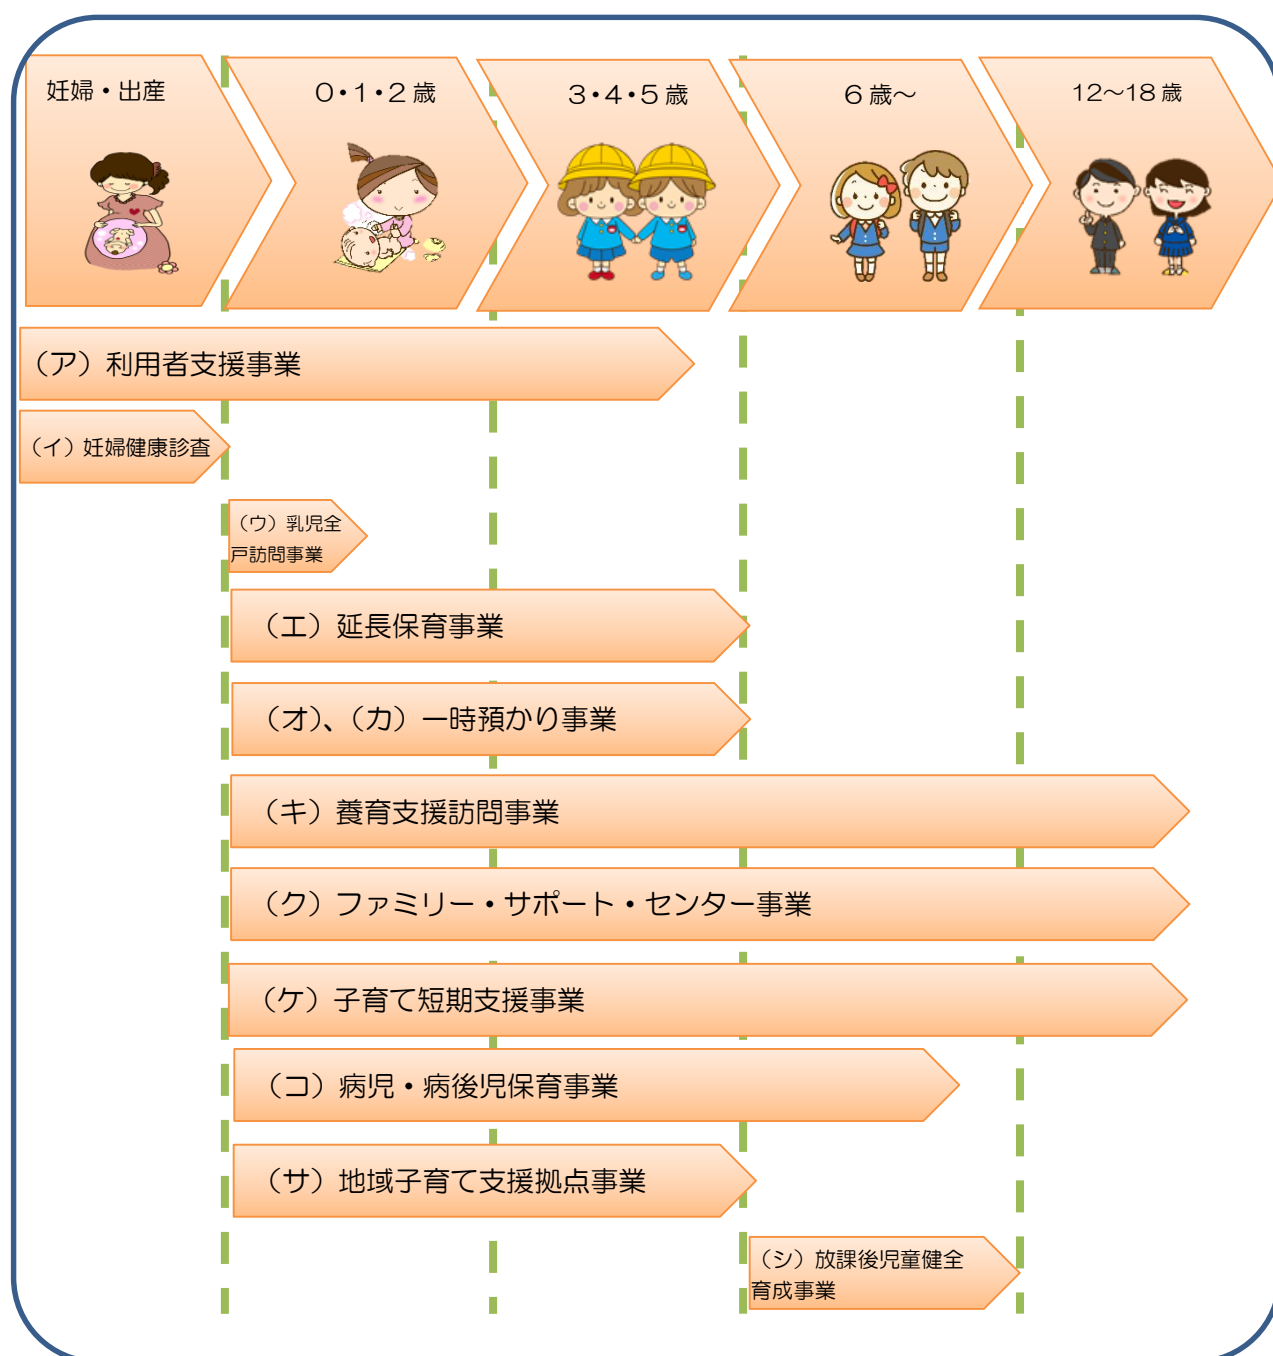 妊婦・出産
０・１・２歳
３・４・５歳
６歳～
12～18歳
（ア）利用者支援事業
（イ）妊婦健康診査
（ウ）乳児全
戸訪問事業
（エ）延長保育事業
（オ）、（カ）一時預かり事業
（キ）養育支援訪問事業
（ク）ファミリー・サポート・センター事業
（ケ）子育て短期支援事業
（コ）病児・病後児保育事業
（サ）地域子育て支援拠点事業
（シ）放課後児童健全
育成事業